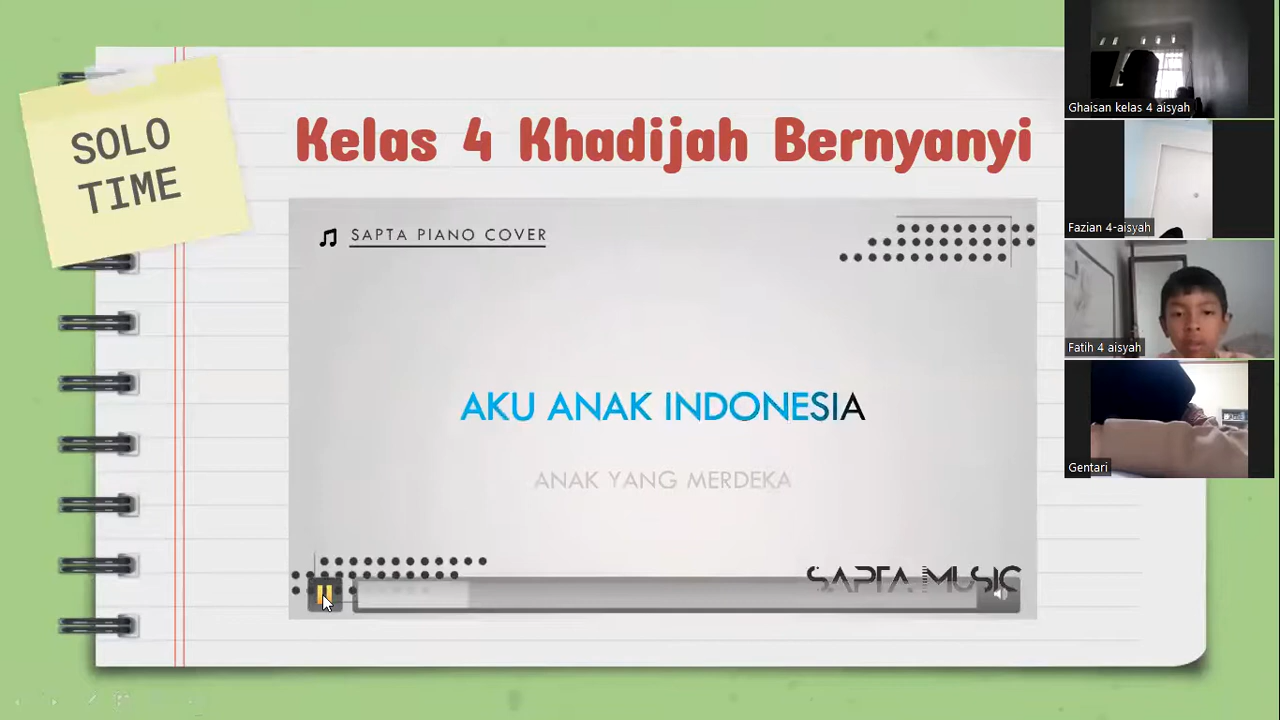 SOLO
TIME
Kelas 4 Khadijah Bernyanyi
SAPTA PIANO COVER
AKU ANAK INDONESIA
ANAK YANG MERDEKA
SAPTA MUSIC
Ghaisan kelas 4 aisyah
Fazian 4-aisyah
Fatih 4 aisyah
Gentari